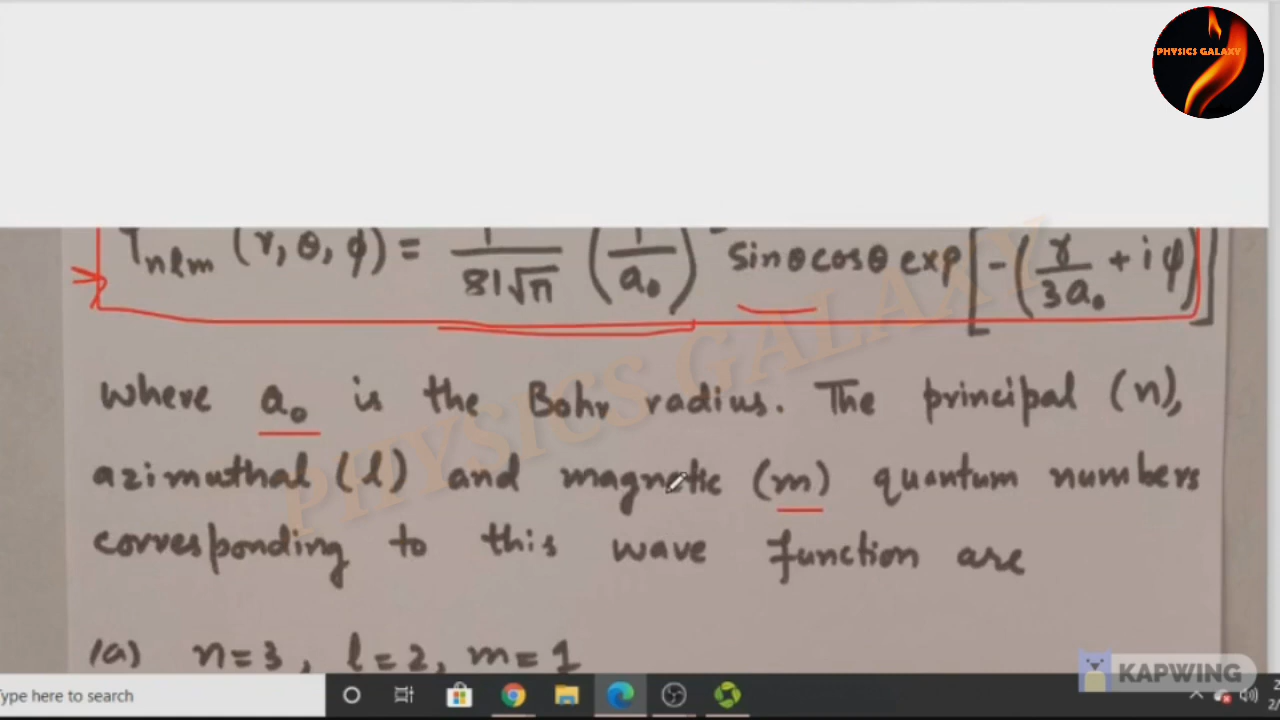 PHYSICS GALAXY
Ψnlm (r, θ, φ) = 1/81√π (1/a₀) sinθcosθ exp[-(r/3a₀ + iφ)]
where a₀ is the Bohr radius. The principal (n),
azimuthal (l) and magnetic (m) quantum numbers
corresponding to this wave function are
(a) n=3, l=2, m=1
PHYSICS GALAXY
KAPWING
Type here to search